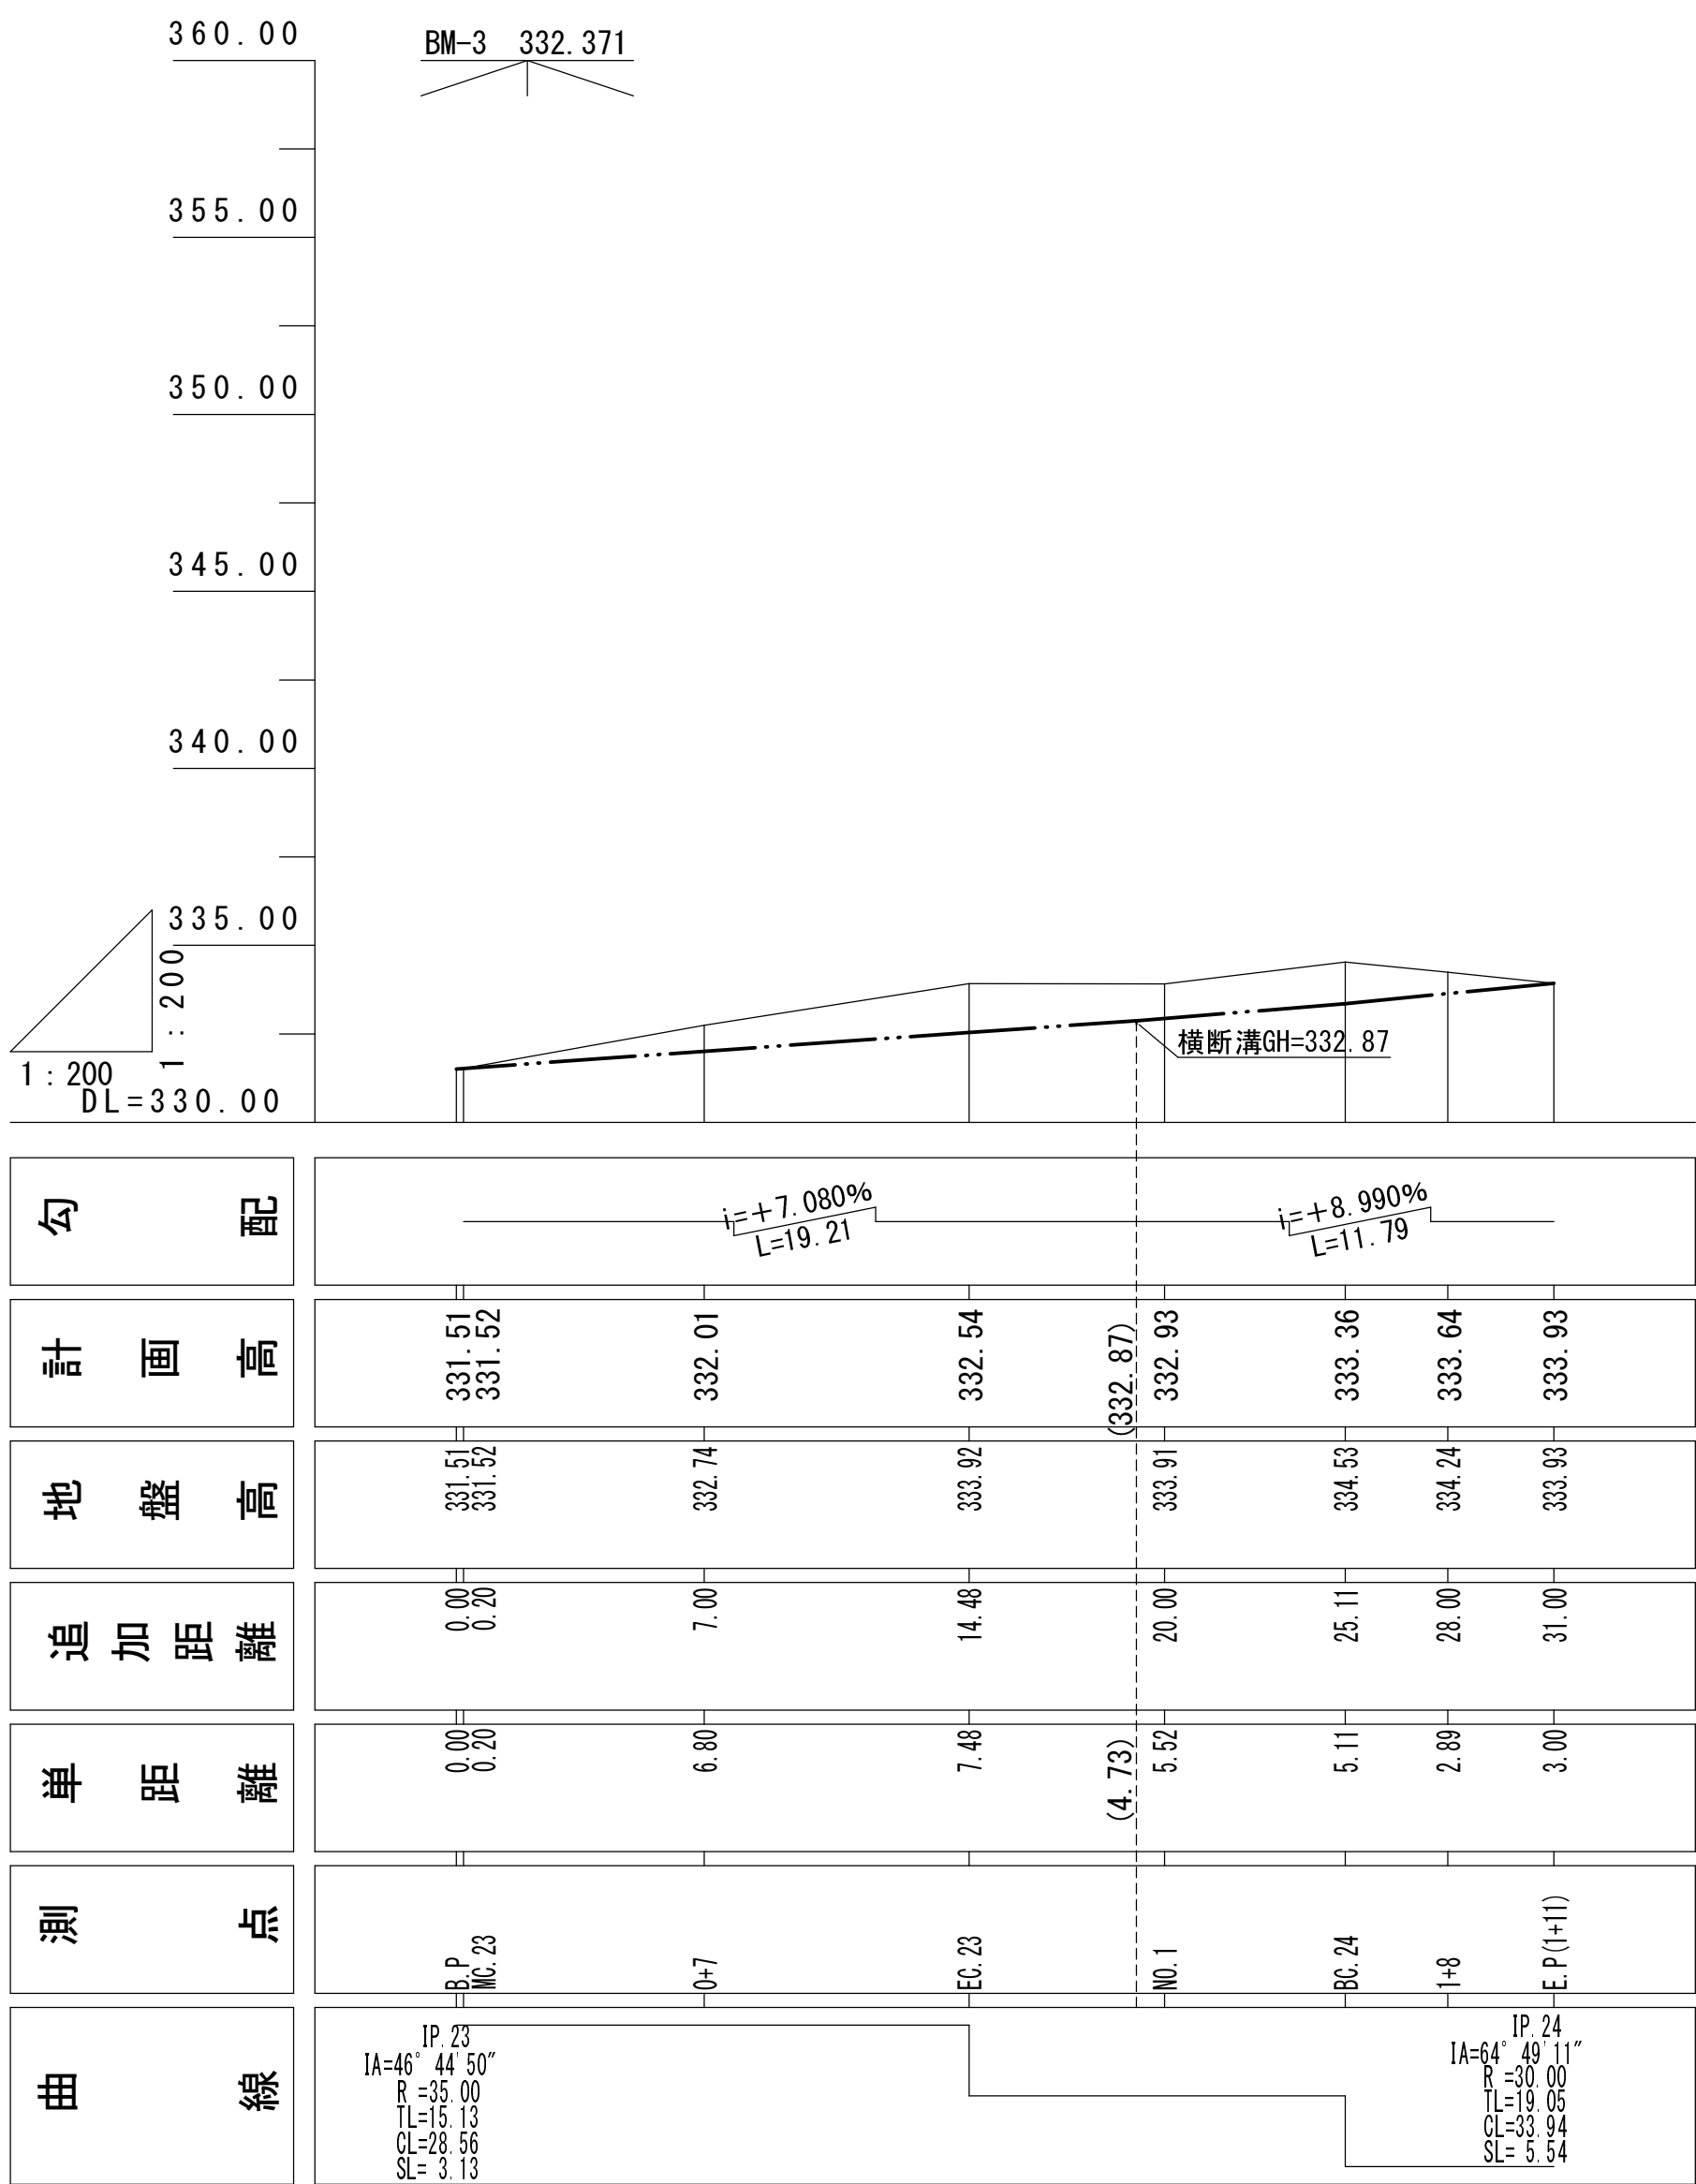 360.00
BM-3 332.371
355.00
350.00
345.00
340.00
335.00
1:200
1:200
DL=330.00
横断溝GH=332.87
勾配
i=+7.080%
L=19.21
i=+8.990%
L=11.79
計画高
331.51
331.52
332.01
332.54
(332.87)
332.93
333.36
333.64
333.93
地盤高
331.51
331.52
332.74
333.92
333.91
334.53
334.24
333.93
追加距離
0.00
0.20
7.00
14.48
20.00
25.11
28.00
31.00
単距離
0.00
0.20
6.80
7.48
(4.73)
5.52
5.11
2.89
3.00
測点
B.P
MC.23
0+7
EC.23
NO.1
BC.24
1+8
E.P(1+11)
曲線
IP.23
IA=46° 44' 50"
R =35.00
TL=15.13
CL=28.56
SL= 3.13
IP.24
IA=64° 49' 11"
R =30.00
TL=19.05
CL=33.94
SL= 5.54